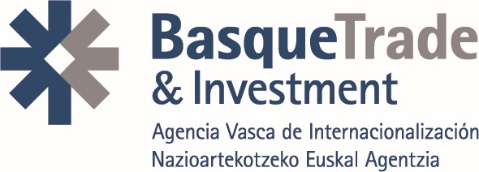 BasqueTrade
& Investment
Agencia Vasca de Internacionalización
Nazioartekotzeko Euskal Agentzia